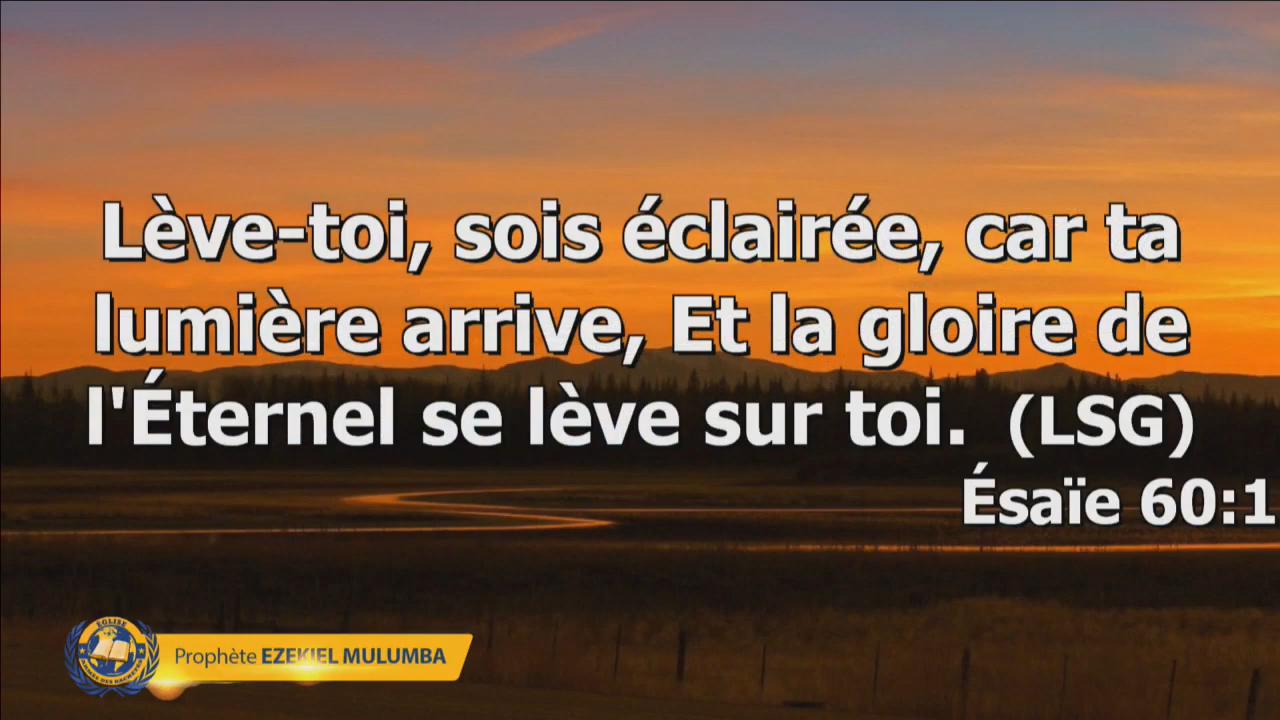 Lève-toi, sois éclairée, car ta
lumière arrive, Et la gloire de
l'Éternel se lève sur toi. (LSG)
Ésaïe 60:1
ÉGLISE
Prophète EZEKIEL MULUMBA